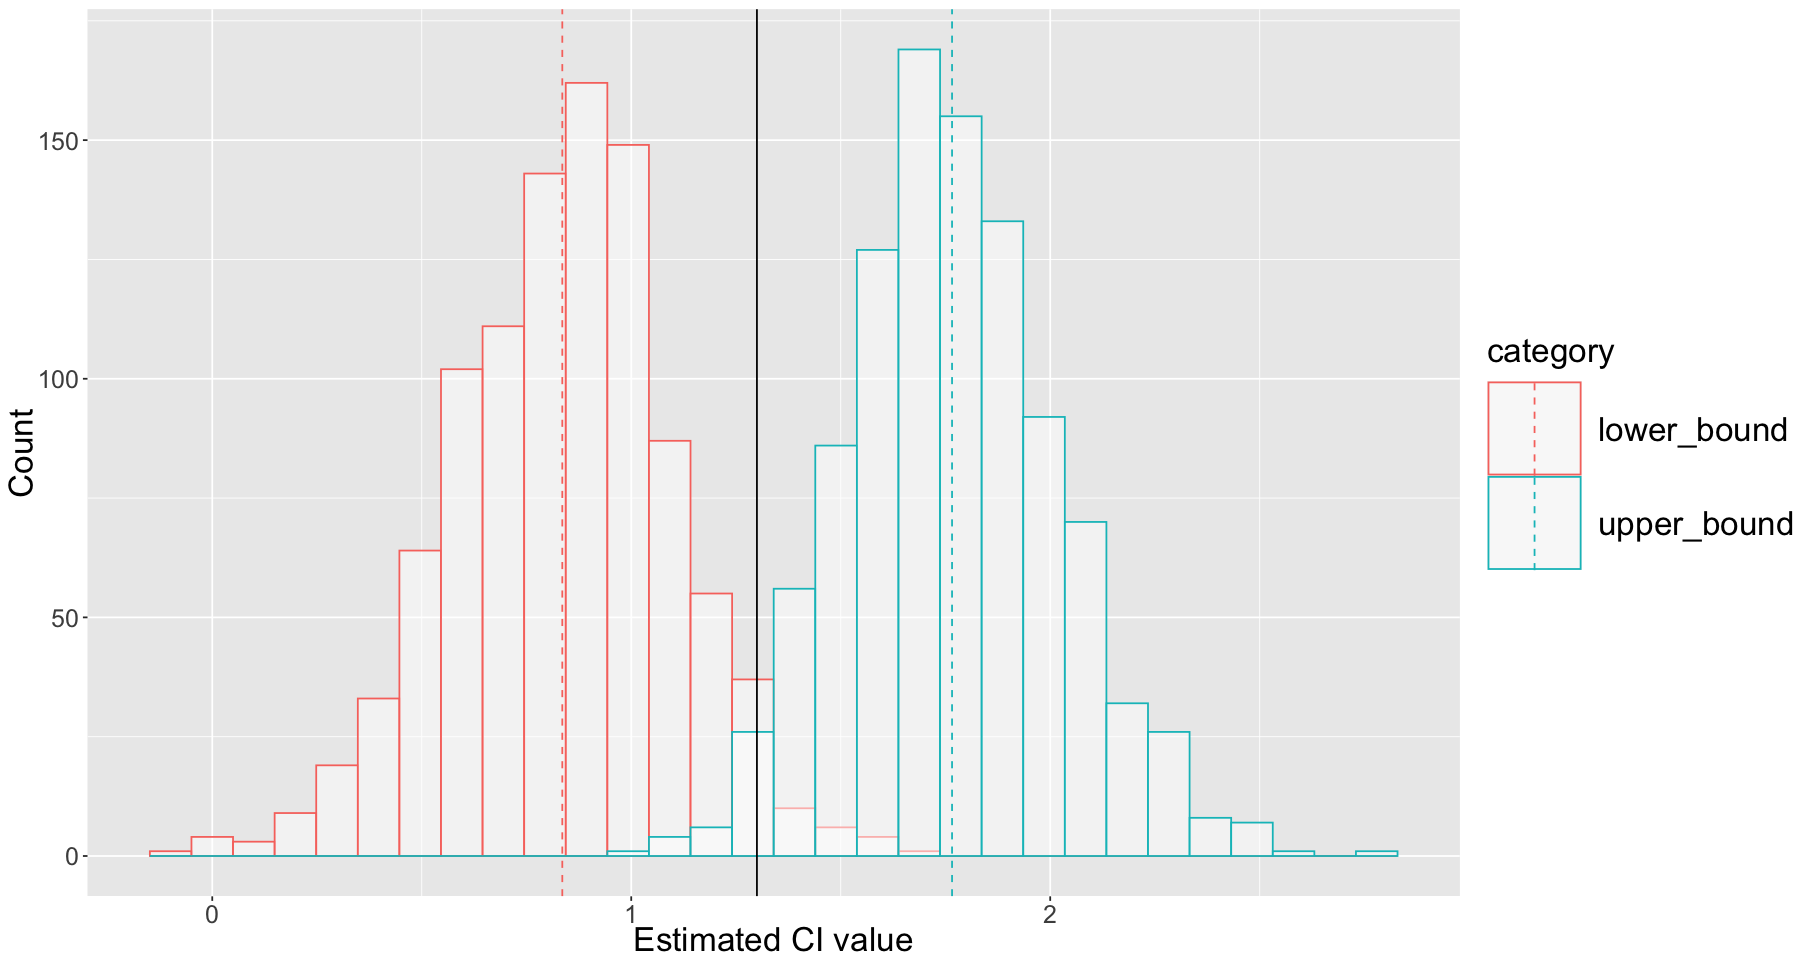 150
100
50
0
Count
0
1
2
Estimated CI value
category
lower_bound
upper_bound